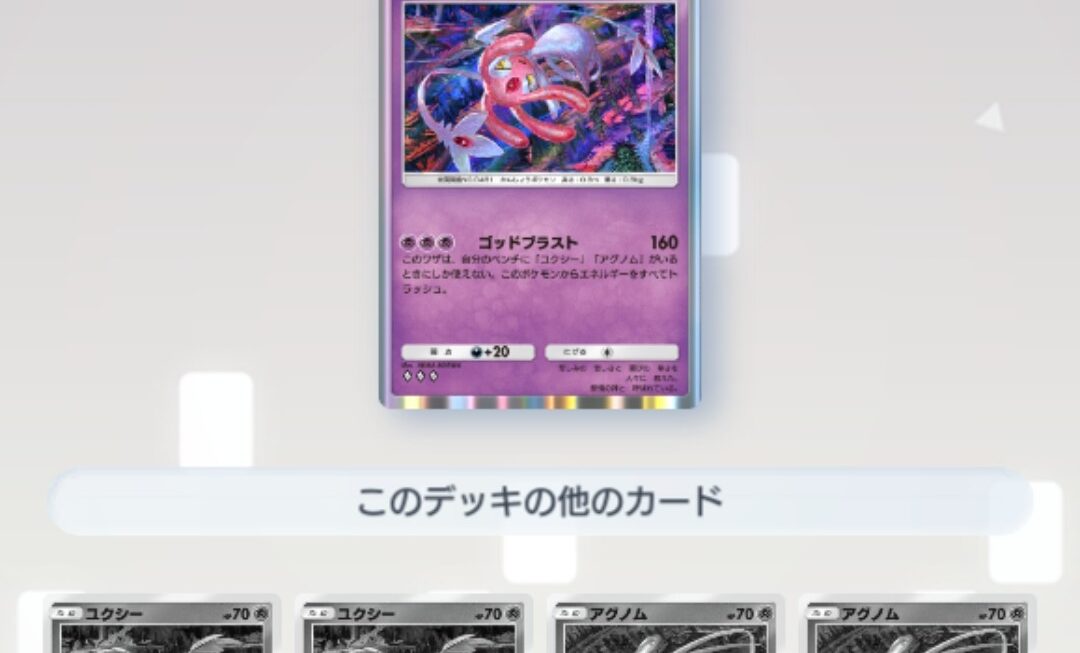 ゴッドブラスト 160
このワザは、自分のベンチに「ユクシー」「アグノム」がいる
ときにしか使えない。このポケモンからエネルギーをすべてト
ラッシュ。
弱点 +20 にげる
このデッキの他のカード
ユクシー 70
ユクシー 70
アグノム 70
アグノム 70